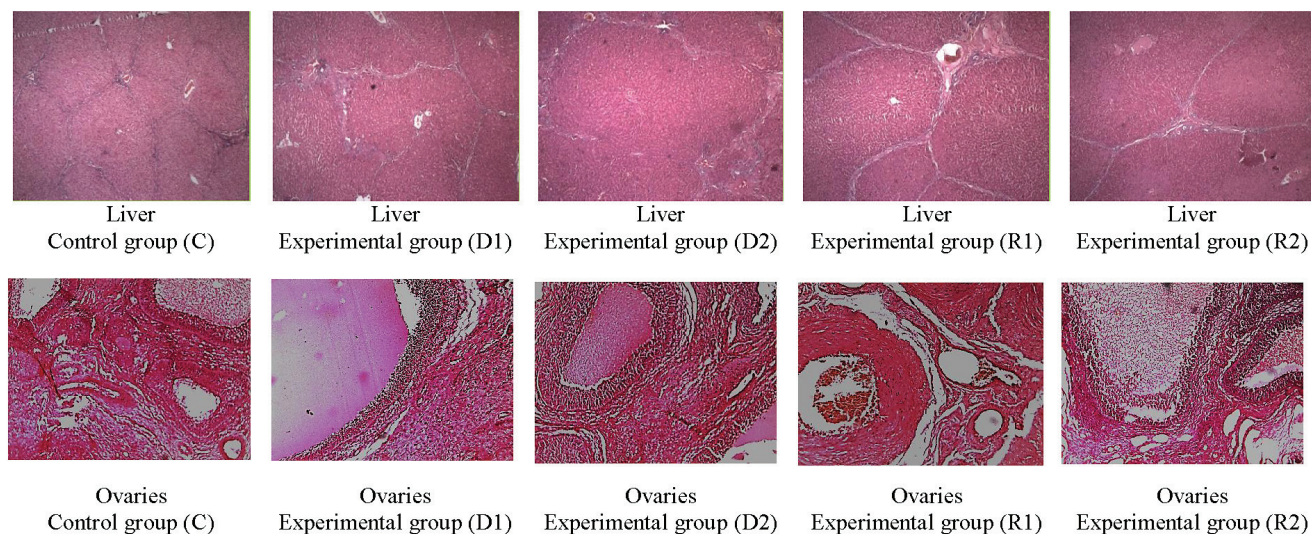 Liver
Control group (C)
Liver
Experimental group (D1)
Liver
Experimental group (D2)
Liver
Experimental group (R1)
Liver
Experimental group (R2)
Ovaries
Control group (C)
Ovaries
Experimental group (D1)
Ovaries
Experimental group (D2)
Ovaries
Experimental group (R1)
Ovaries
Experimental group (R2)